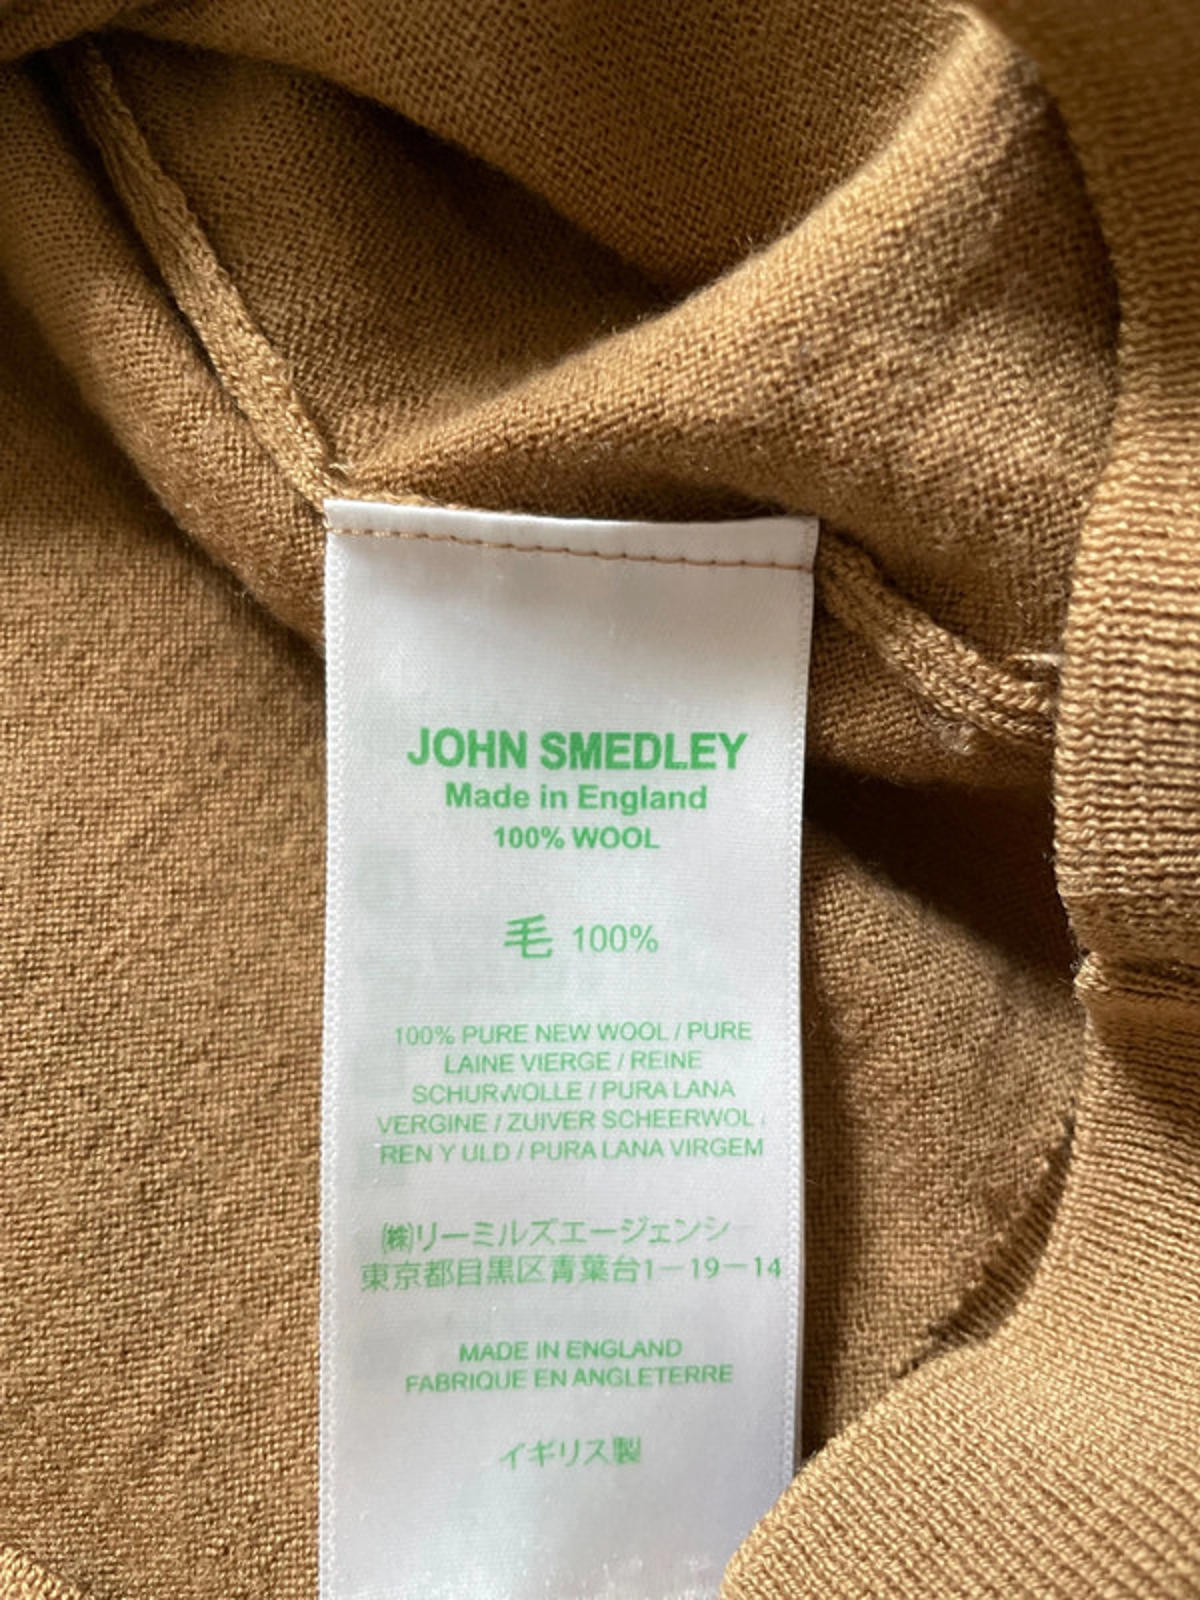 JOHN SMEDLEY
Made in England
100% WOOL
毛 100%
100% PURE NEW WOOL / PURE
LAINE VIERGE / REINE
SCHURWOLLE / PURA LANA
VERGINE / ZUIVER SCHEERWOL /
REN Y ULD / PURA LANA VIRGEM
㈱リーミルズエージェンシー
東京都目黒区青葉台1−19−14
MADE IN ENGLAND
FABRIQUE EN ANGLETERRE
イギリス製